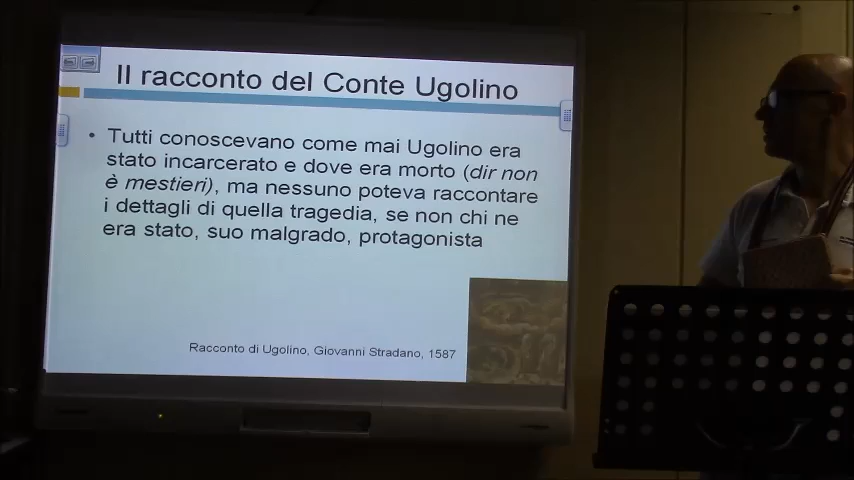 Il racconto del Conte Ugolino
• Tutti conoscevano come mai Ugolino era
stato incarcerato e dove era morto (dir non
è mestieri), ma nessuno poteva raccontare
i dettagli di quella tragedia, se non chi ne
era stato, suo malgrado, protagonista
Racconto di Ugolino, Giovanni Stradano, 1587